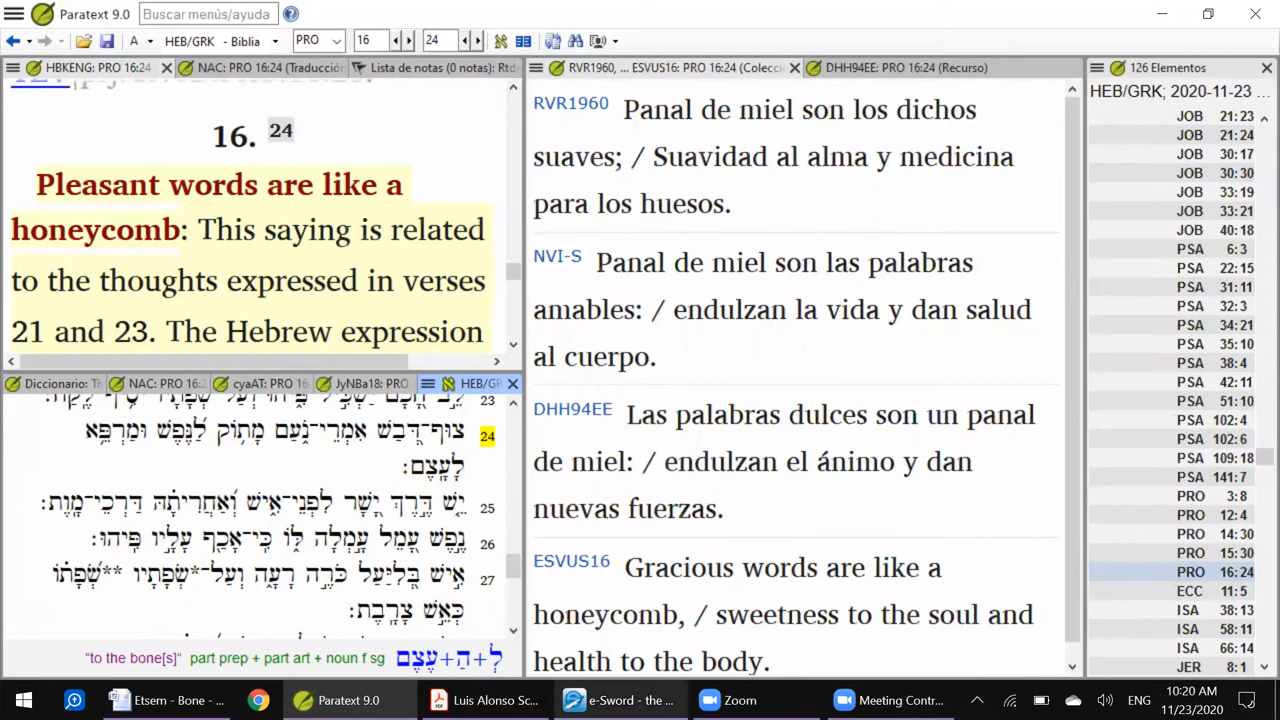 Paratext 9.0 Buscar menús/ayuda
HEB/GRK - Biblia PRO 16 24
HBKENG: PRO 16:24 NAC: PRO 16:24 (Traducció Lista de notas (0 notas): Rtd
16. 24
Pleasant words are like a
honeycomb: This saying is related
to the thoughts expressed in verses
21 and 23. The Hebrew expression
RVR1960, ... ESVUS16: PRO 16:24 (Colecci DHH94EE: PRO 16:24 (Recurso)
RVR1960 Panal de miel son los dichos
suaves; / Suavidad al alma y medicina
para los huesos.
NVI-S Panal de miel son las palabras
amables: / endulzan la vida y dan salud
al cuerpo.
DHH94EE Las palabras dulces son un panal
de miel: / endulzan el ánimo y dan
nuevas fuerzas.
ESVUS16 Gracious words are like a
honeycomb, / sweetness to the soul and
health to the body.
Diccionario: T NAC: PRO 16: cyaAT: PRO 16 JyNBa18: PRO HEB/GR
23
24 צוּף־דְּ֭בַשׁ אִמְרֵי־נֹ֑עַם מָת֥וֹק לַ֝נֶּ֗פֶשׁ וּמַרְפֵּ֥א
לָעָֽצֶם׃
25 יֵ֤שׁ דֶּ֣רֶךְ יָ֭שָׁר לִפְנֵי־אִ֑ישׁ וְ֝אַחֲרִיתָ֗הּ דַּרְכֵי־מָֽוֶת׃
26 נֶ֣פֶשׁ עָ֭מֵל עָ֣מְלָה לּ֑וֹ כִּֽי־אָכַ֖ף עָלָ֣יו פִּֽיהוּ׃
27 אִ֣ישׁ בְּ֭לִיַּעַל כֹּרֶ֣ה רָעָ֑ה וְעַל־*שְׂפָתָיו **שְׂ֝פָת֗וֹ
כְּאֵ֣שׁ צָרָֽבֶת׃
"to the bone[s]" part prep + part art + noun f sg לְ+הַ+עֶצֶם
126 Elementos
HEB/GRK; 2020-11-23 ...
JOB 21:23
JOB 21:24
JOB 30:17
JOB 30:30
JOB 33:19
JOB 33:21
JOB 40:18
PSA 6:3
PSA 22:15
PSA 31:11
PSA 32:3
PSA 34:21
PSA 35:10
PSA 38:4
PSA 42:11
PSA 51:10
PSA 102:4
PSA 102:6
PSA 109:18
PSA 141:7
PRO 3:8
PRO 12:4
PRO 14:30
PRO 15:30
PRO 16:24
ECC 11:5
ISA 38:13
ISA 58:11
ISA 66:14
JER 8:1
Etsem - Bone - ... Paratext 9.0 Luis Alonso Sc... e-Sword - the ... Zoom Meeting Contr... ENG 10:20 AM
11/23/2020